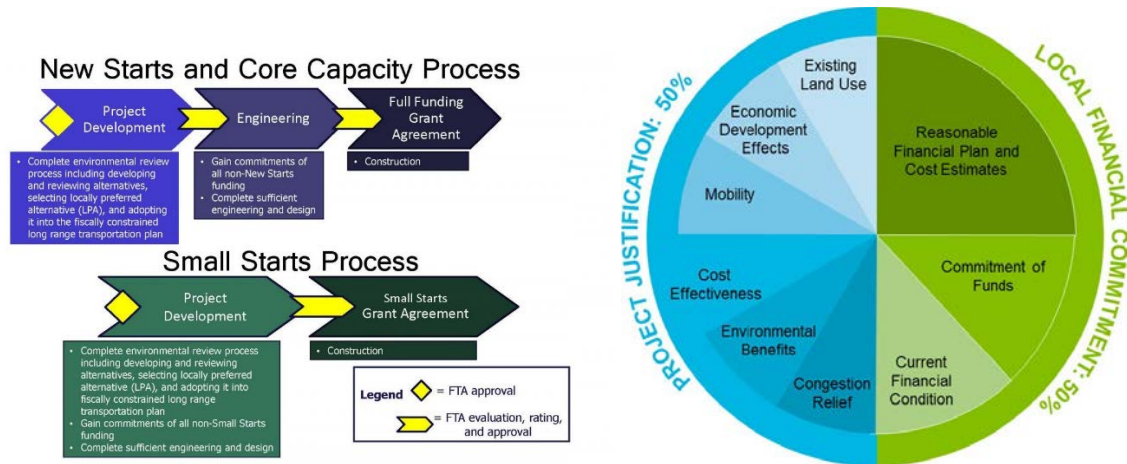 New Starts and Core Capacity Process
Project
Development
Engineering
Full Funding
Grant
Agreement
• Complete environmental review
process including developing
and reviewing alternatives,
selecting locally preferred
alternative (LPA), and adopting
it into the fiscally constrained
long range transportation plan
• Gain commitments of
all non-New Starts
funding
• Complete sufficient
engineering and design
• Construction
Small Starts Process
Project
Development
Small Starts
Grant Agreement
• Complete environmental review process
including developing and reviewing
alternatives, selecting locally preferred
alternative (LPA), and adopting it into
fiscally constrained long range
transportation plan
• Gain commitments of all non-Small Starts
funding
• Complete sufficient engineering and design
• Construction
Legend
= FTA approval
= FTA evaluation, rating,
and approval
PROJECT JUSTIFICATION: 50%
LOCAL FINANCIAL COMMITMENT: 50%
Existing
Land Use
Economic
Development
Effects
Mobility
Cost
Effectiveness
Environmental
Benefits
Congestion
Relief
Reasonable
Financial Plan and
Cost Estimates
Commitment of
Funds
Current
Financial
Condition